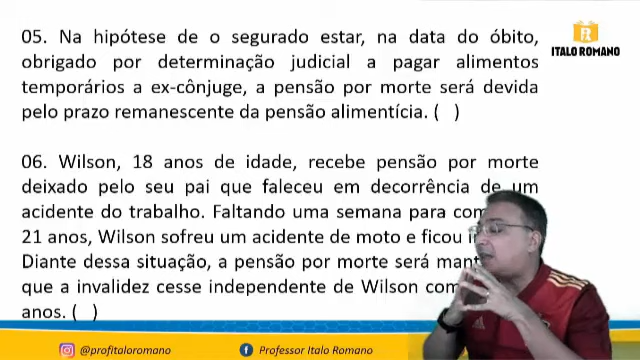 05. Na hipótese de o segurado estar, na data do óbito,
obrigado por determinação judicial a pagar alimentos
temporários a ex-cônjuge, a pensão por morte será devida
pelo prazo remanescente da pensão alimentícia. ( )
06. Wilson, 18 anos de idade, recebe pensão por morte
deixado pelo seu pai que faleceu em decorrência de um
acidente do trabalho. Faltando uma semana para
21 anos, Wilson sofreu um acidente de moto e ficou
Diante dessa situação, a pensão por morte será
que a invalidez cesse independente de Wilson
anos. ( )
ITALO ROMANO
@profitaloromano
Professor Italo Romano